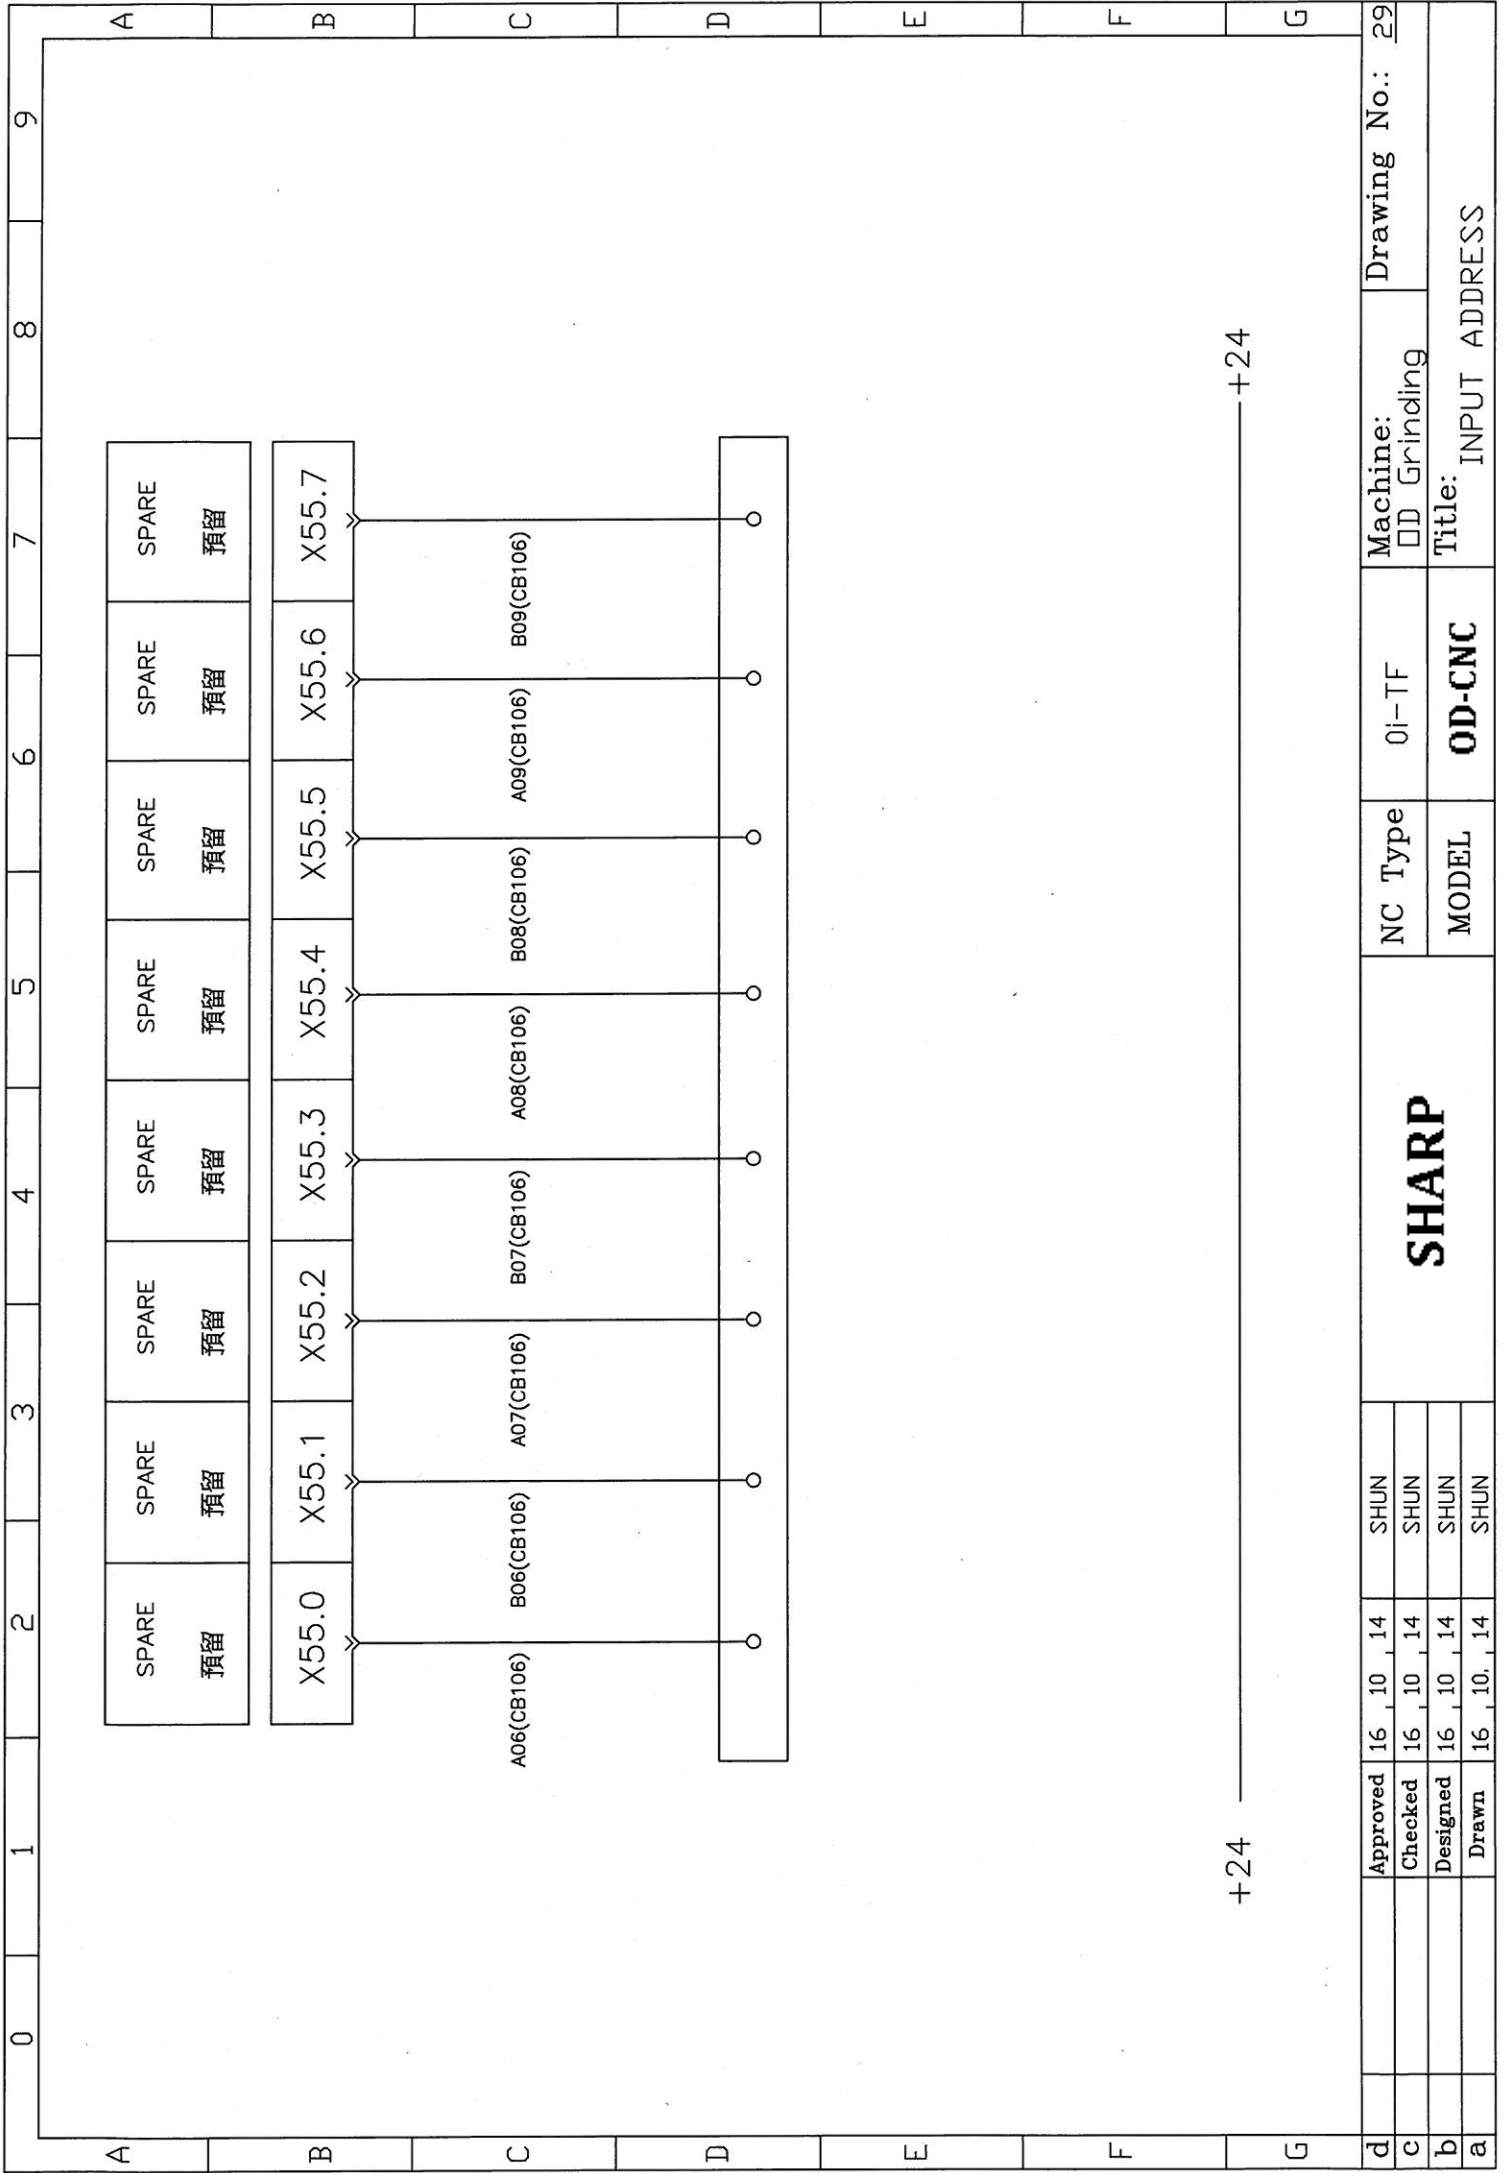 0 1 2 3 4 5 6 7 8 9
A A
SPARE SPARE SPARE SPARE SPARE SPARE SPARE SPARE
預留 預留 預留 預留 預留 預留 預留 預留
B B
X55.0 X55.1 X55.2 X55.3 X55.4 X55.5 X55.6 X55.7
C C
A06(CB106) B06(CB106) A07(CB106) B07(CB106) A08(CB106) B08(CB106) A09(CB106) B09(CB106)
D D
E E
F F
+24 +24
G G
d Approved 16 , 10 , 14 SHUN
c Checked 16 , 10 , 14 SHUN
b Designed 16 , 10 , 14 SHUN
a Drawn 16 , 10. , 14 SHUN
SHARP
NC Type 0i-TF
MODEL OD-CNC
Machine:
OD Grinding
Drawing No.: 29
Title:
INPUT ADDRESS